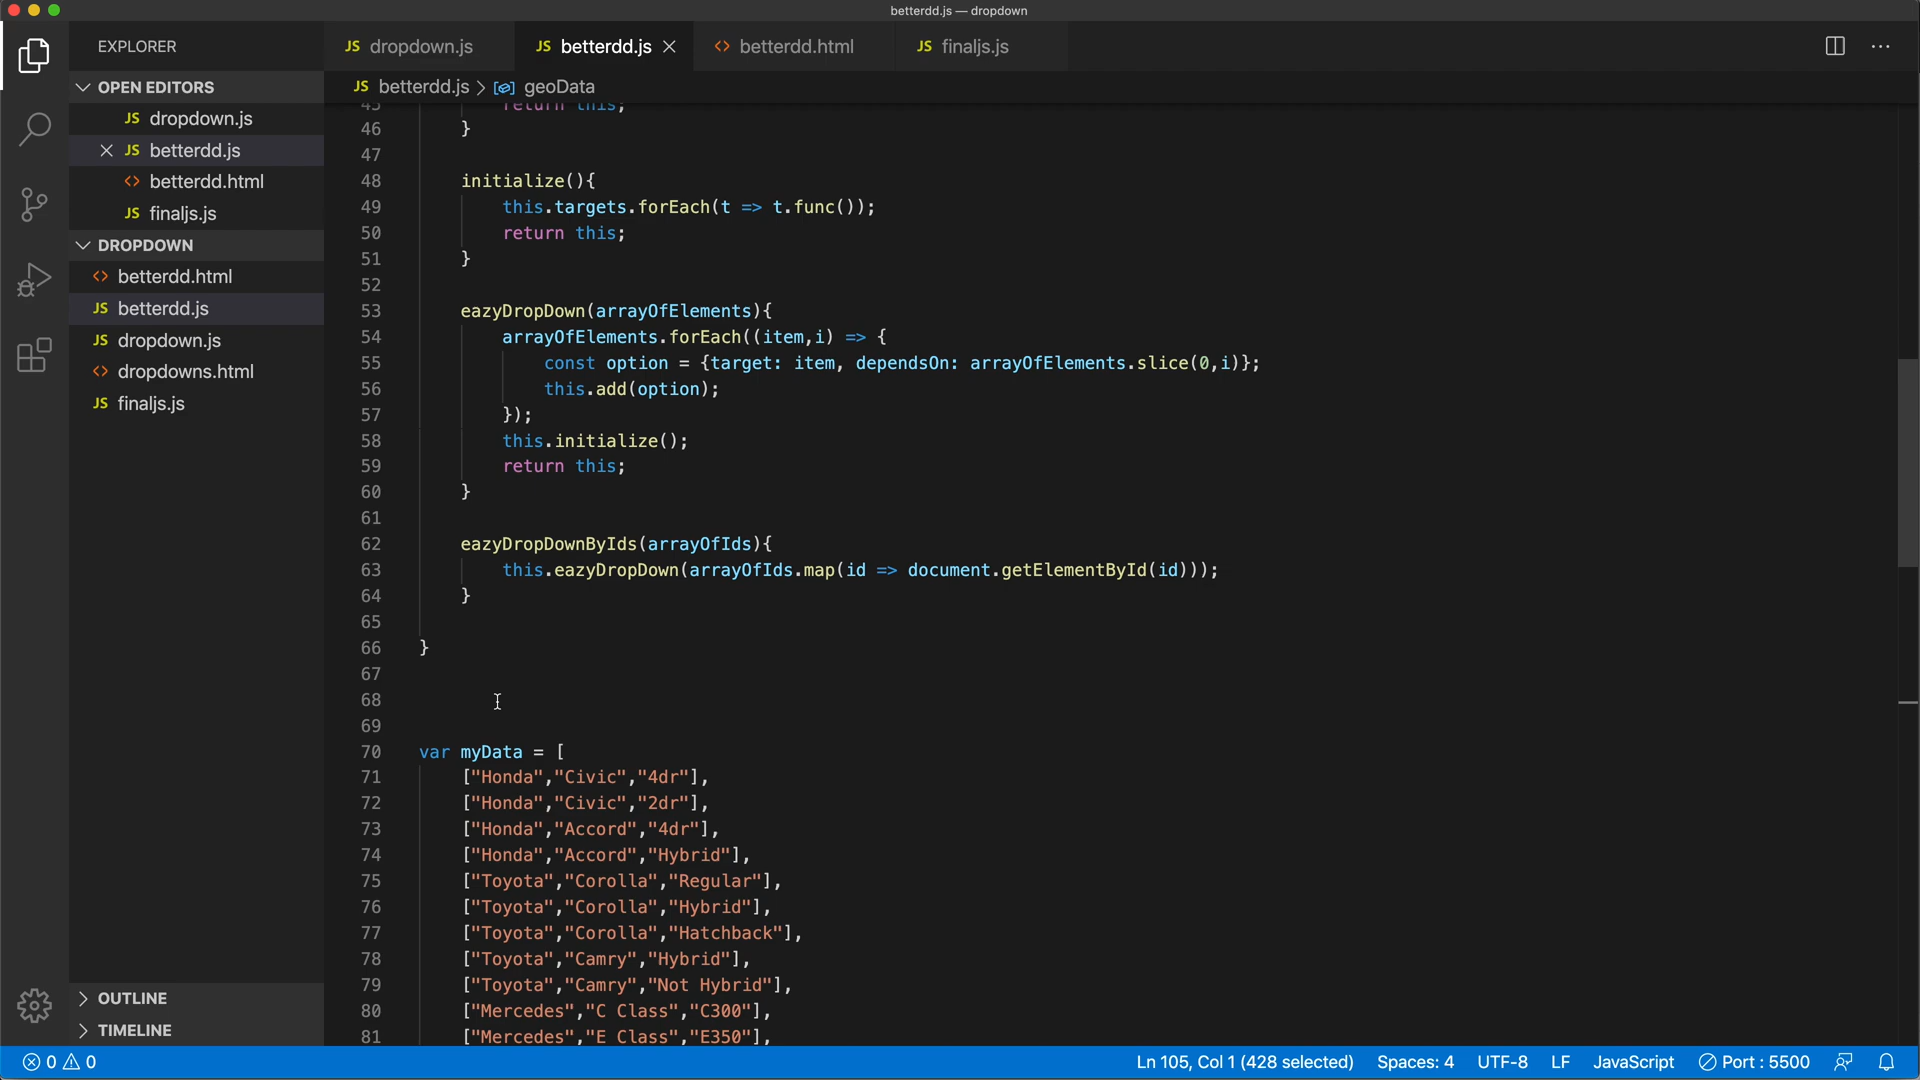 betterdd.js — dropdown
EXPLORER
JS dropdown.js
JS betterdd.js
<> betterdd.html
JS finaljs.js
OPEN EDITORS
JS betterdd.js > geoData
JS dropdown.js
JS betterdd.js
<> betterdd.html
JS finaljs.js
DROPDOWN
<> betterdd.html
JS betterdd.js
JS dropdown.js
<> dropdowns.html
JS finaljs.js
OUTLINE
TIMELINE
45 return this;
46 }
47
48 initialize(){
49 this.targets.forEach(t => t.func());
50 return this;
51 }
52
53 eazyDropDown(arrayOfElements){
54 arrayOfElements.forEach((item,i) => {
55 const option = {target: item, dependsOn: arrayOfElements.slice(0,i)};
56 this.add(option);
57 });
58 this.initialize();
59 return this;
60 }
61
62 eazyDropDownByIds(arrayOfIds){
63 this.eazyDropDown(arrayOfIds.map(id => document.getElementById(id)));
64 }
65
66 }
67
68
69
70 var myData = [
71 ["Honda","Civic","4dr"],
72 ["Honda","Civic","2dr"],
73 ["Honda","Accord","4dr"],
74 ["Honda","Accord","Hybrid"],
75 ["Toyota","Corolla","Regular"],
76 ["Toyota","Corolla","Hybrid"],
77 ["Toyota","Corolla","Hatchback"],
78 ["Toyota","Camry","Hybrid"],
79 ["Toyota","Camry","Not Hybrid"],
80 ["Mercedes","C Class","C300"],
81 ["Mercedes","E Class","E350"],
0 0
Ln 105, Col 1 (428 selected) Spaces: 4 UTF-8 LF JavaScript Port : 5500